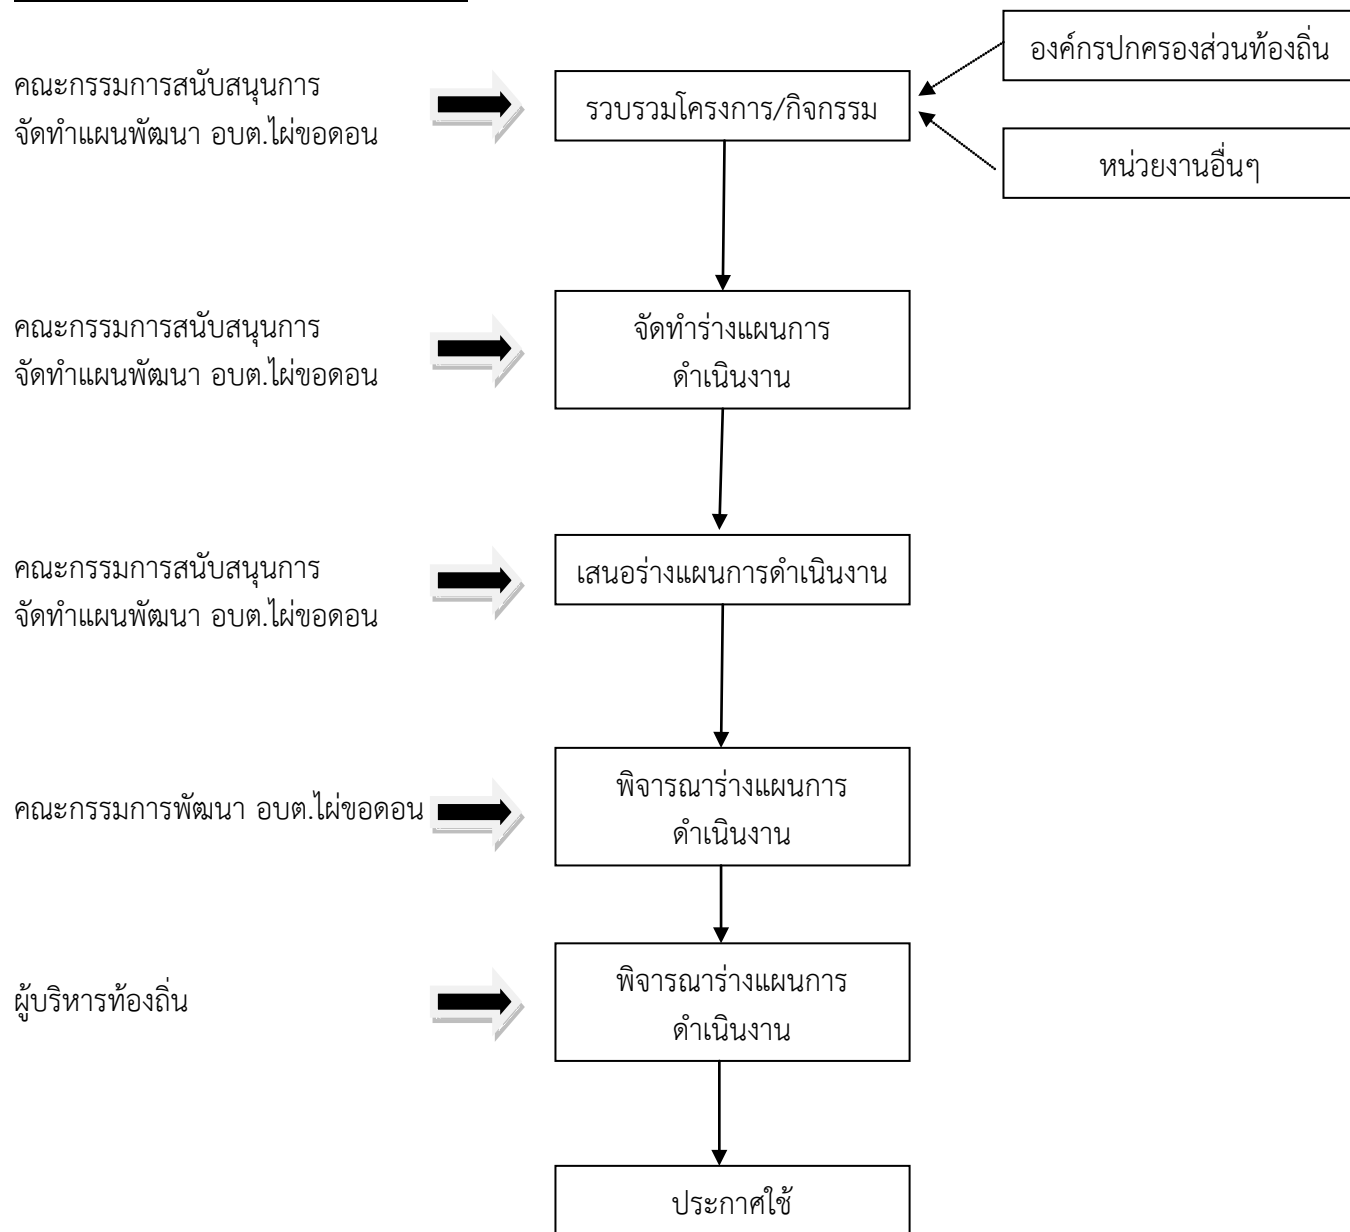 องค์กรปกครองส่วนท้องถิ่น
คณะกรรมการสนับสนุนการ
จัดทำแผนพัฒนา อบต.ไผ่ขอดอน
รวบรวมโครงการ/กิจกรรม
หน่วยงานอื่นๆ
คณะกรรมการสนับสนุนการ
จัดทำแผนพัฒนา อบต.ไผ่ขอดอน
จัดทำร่างแผนการ
ดำเนินงาน
คณะกรรมการสนับสนุนการ
จัดทำแผนพัฒนา อบต.ไผ่ขอดอน
เสนอร่างแผนการดำเนินงาน
คณะกรรมการพัฒนา อบต.ไผ่ขอดอน
พิจารณาร่างแผนการ
ดำเนินงาน
ผู้บริหารท้องถิ่น
พิจารณาร่างแผนการ
ดำเนินงาน
ประกาศใช้